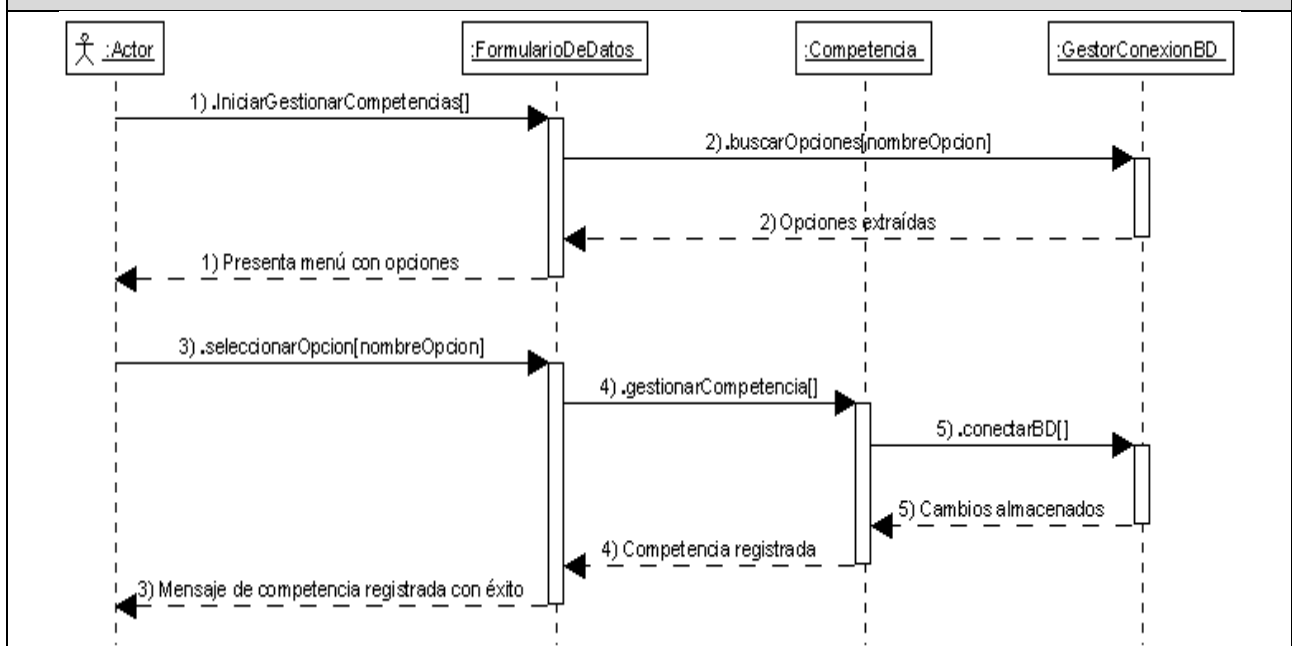 :Actor
:FormularioDeDatos
:Competencia
:GestorConexionBD
1) .IniciarGestionarCompetencias[]
2) .buscarOpciones[nombreOpcion]
2) Opciones extraídas
1) Presenta menú con opciones
3) .seleccionarOpcion[nombreOpcion]
4) .gestionarCompetencia[]
5) .conectarBD[]
5) Cambios almacenados
4) Competencia registrada
3) Mensaje de competencia registrada con éxito